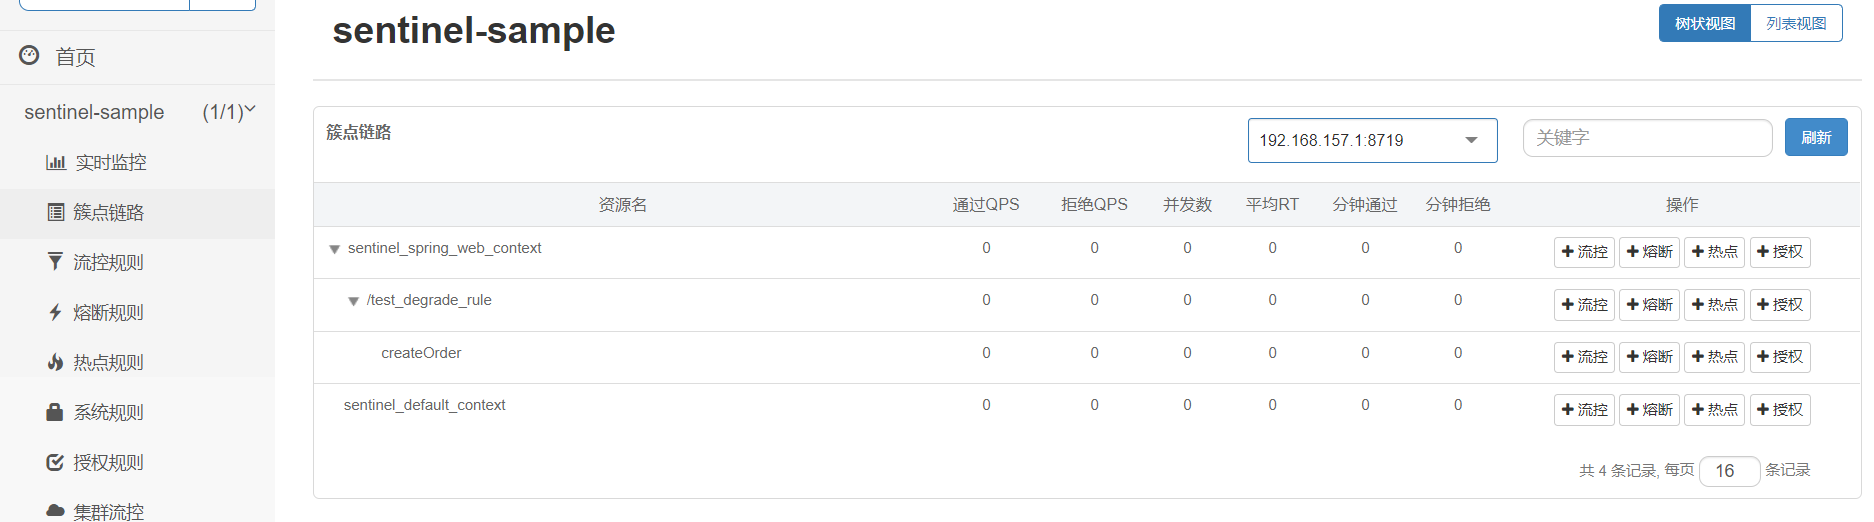 sentinel-sample
树状视图 列表视图
首页
sentinel-sample (1/1)
实时监控
簇点链路
流控规则
熔断规则
热点规则
系统规则
授权规则
集群流控
簇点链路 192.168.157.1:8719 关键字 刷新
资源名 通过QPS 拒绝QPS 并发数 平均RT 分钟通过 分钟拒绝 操作
sentinel_spring_web_context 0 0 0 0 0 0 流控 熔断 热点 授权
/test_degrade_rule 0 0 0 0 0 0 流控 熔断 热点 授权
createOrder 0 0 0 0 0 0 流控 熔断 热点 授权
sentinel_default_context 0 0 0 0 0 0 流控 熔断 热点 授权
共 4 条记录, 每页 16 条记录